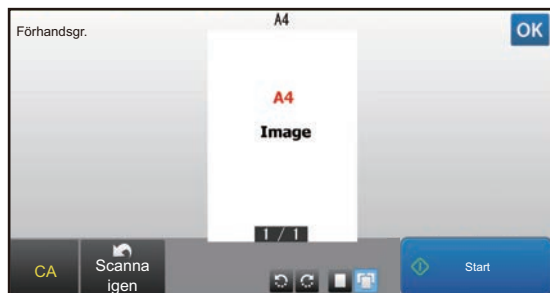 A4
Förhandsgr.
OK
A4
Image
1 / 1
CA
Scanna
igen
Start